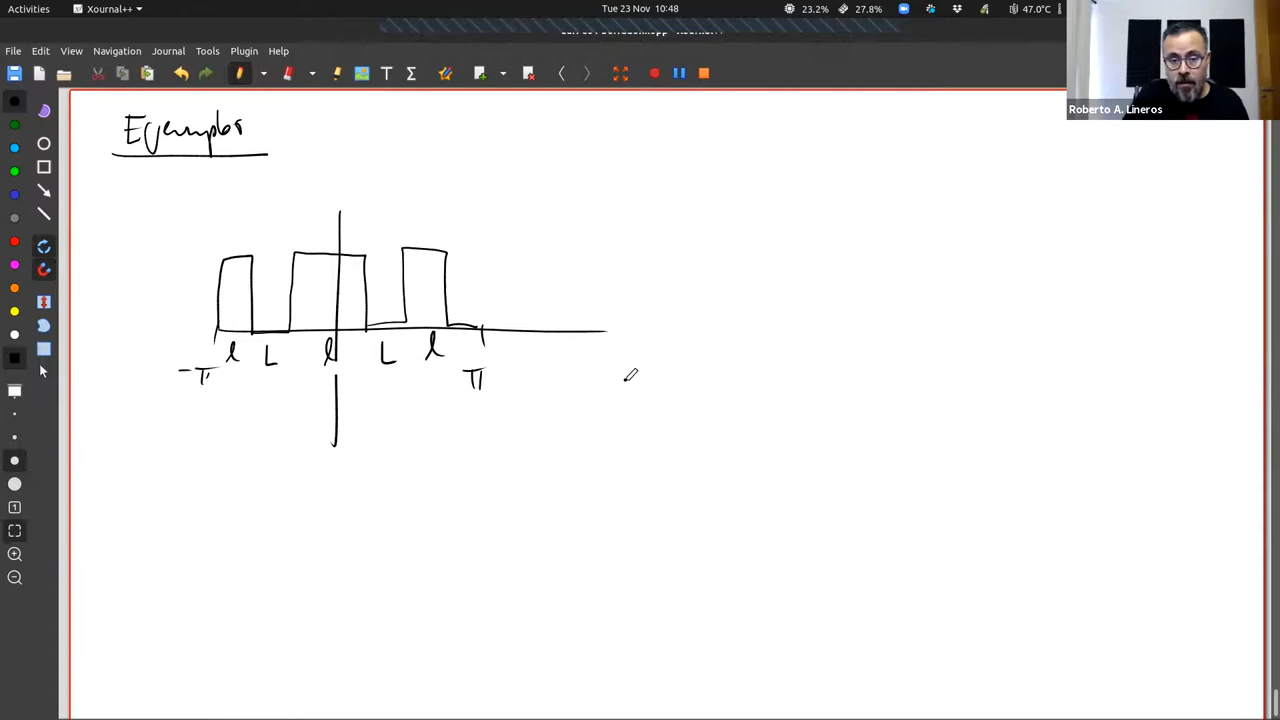 Activities
Xournal++
Tue 23 Nov 10:48
23.2%
27.8%
47.0°C
File Edit View Navigation Journal Tools Plugin Help
Roberto A. Lineros
Ejemplos
l L l L l
-π π